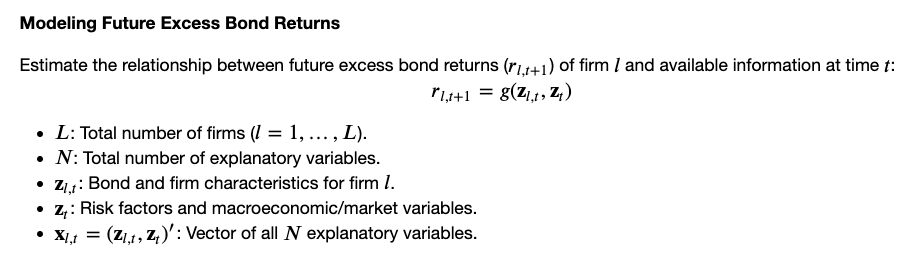 Modeling Future Excess Bond Returns
Estimate the relationship between future excess bond returns (r_{l,t+1}) of firm l and available information at time t:
r_{l,t+1} = g(z_{l,t}, z_t)
• L: Total number of firms (l = 1, …, L).
• N: Total number of explanatory variables.
• z_{l,t}: Bond and firm characteristics for firm l.
• z_t: Risk factors and macroeconomic/market variables.
• x_{l,t} = (z_{l,t}, z_t)′: Vector of all N explanatory variables.